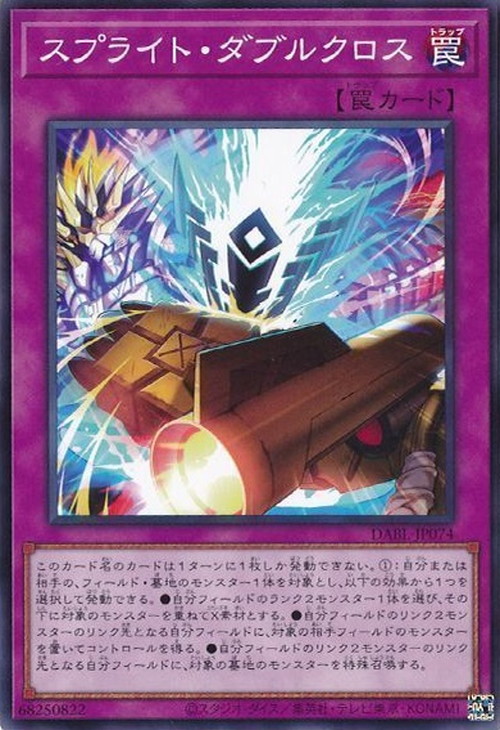 スプライト・ダブルクロス
トラップ
罠
トラップ
【罠カード】
DABL-JP074
このカード名のカードは1ターンに1枚しか発動できない。①:自分または
相手の、フィールド・墓地のモンスター1体を対象とし、以下の効果から1つを
選択して発動できる。●自分フィールドのランク2モンスター1体を選び、その
下に対象のモンスターを重ねてX素材とする。●自分フィールドのリンク2モ
ンスターのリンク先となる自分フィールドに、対象の相手フィールドのモンスター
を置いてコントロールを得る。●自分フィールドのリンク2モンスターのリンク
先となる自分フィールドに、対象の墓地のモンスターを特殊召喚する。
68250822
©スタジオ・ダイス/集英社・テレビ東京・KONAMI